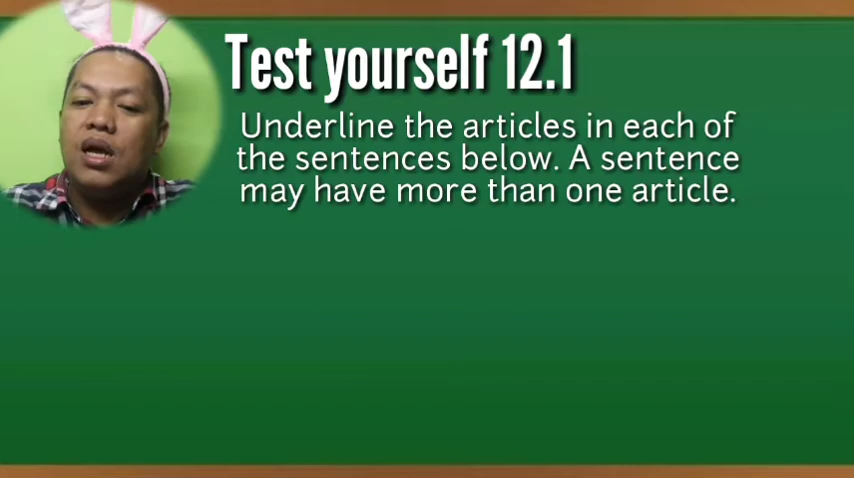 Test yourself 12.1
Underline the articles in each of
the sentences below. A sentence
may have more than one article.